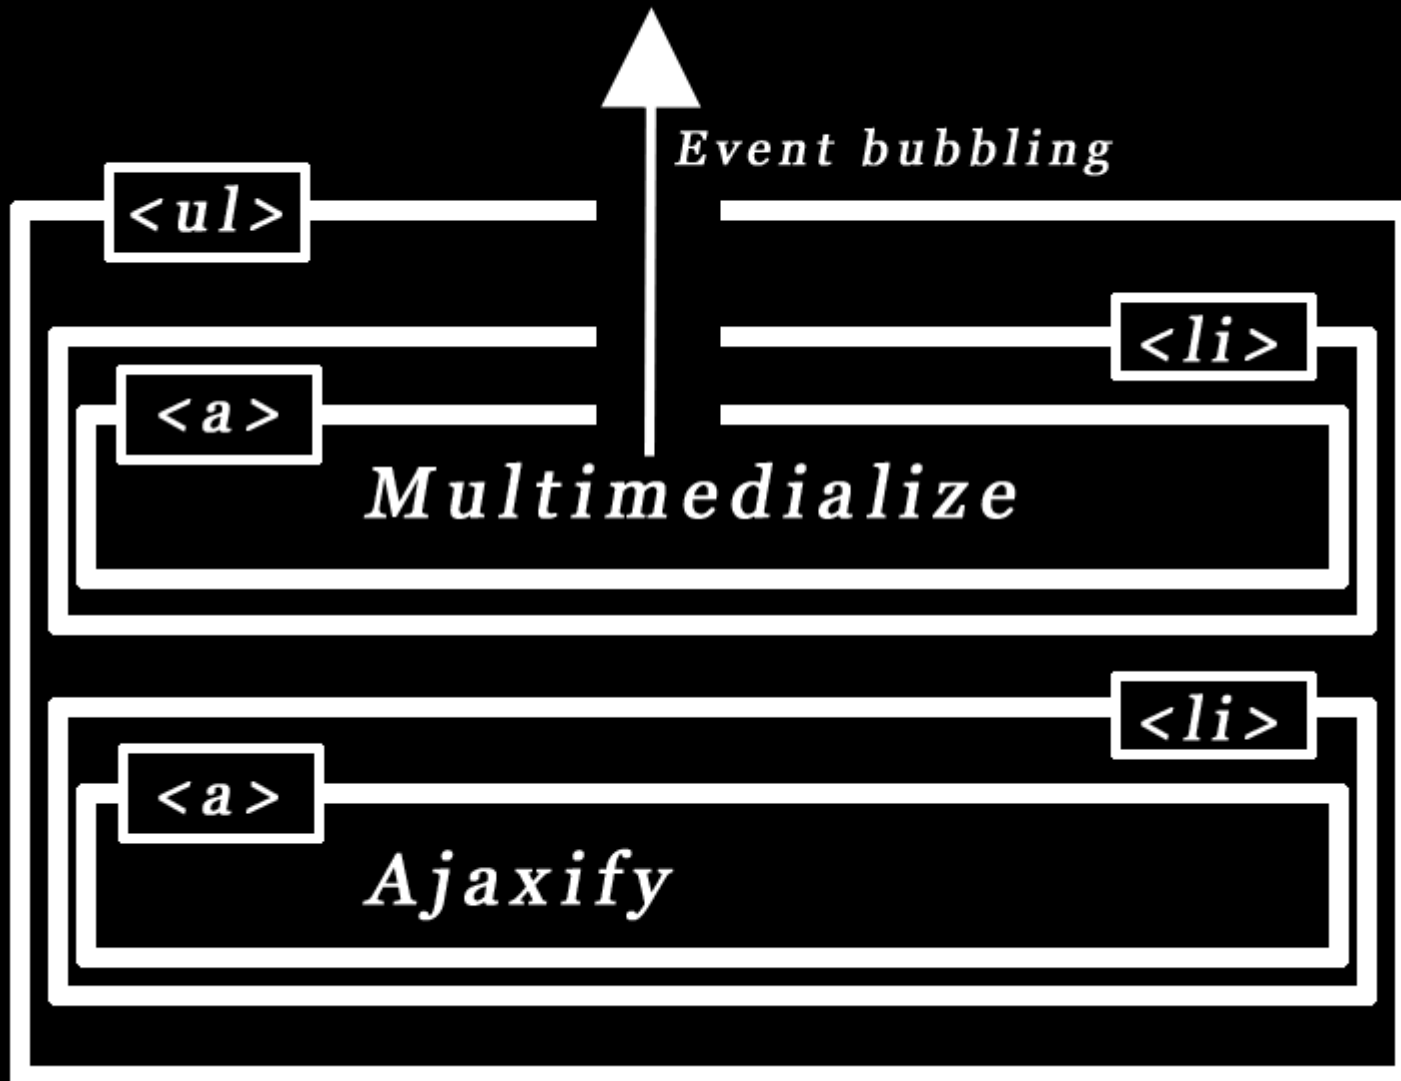 Event bubbling
<ul>
<li>
<a>
Multimedialize
<li>
<a>
Ajaxify